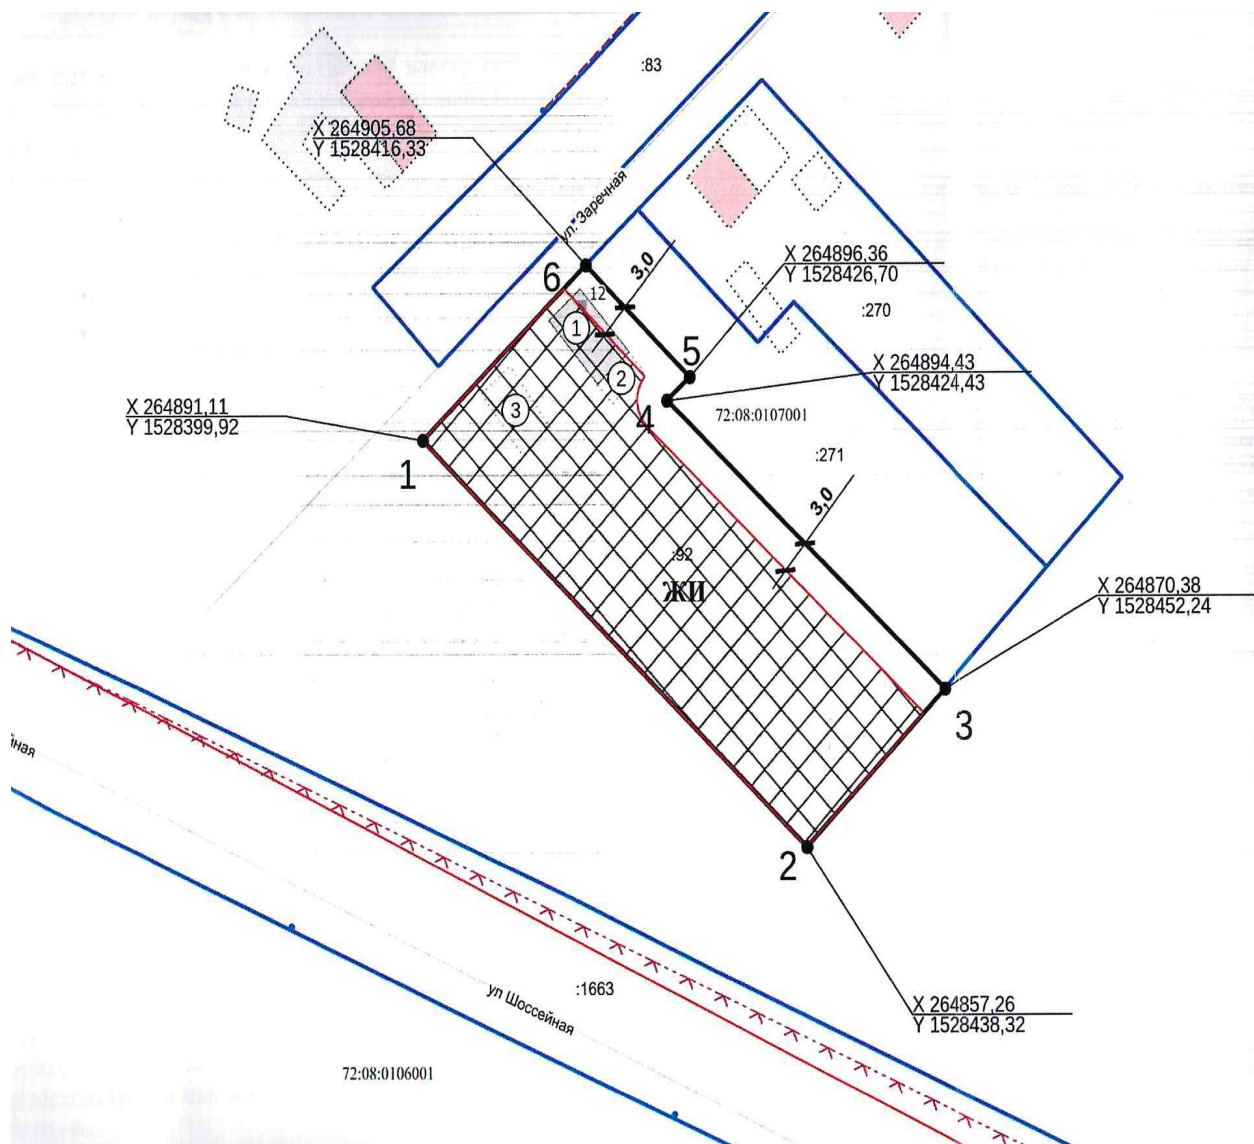 :83
X 264905,68
Y 1528416,33
ул. Заречная
3,0
X 264896,36
Y 1528426,70
6
12
:270
1
5
X 264894,43
Y 1528424,43
2
X 264891,11
Y 1528399,92
3
4
72:08:0107001
1
:271
3,0
:92
ЖИ
X 264870,38
Y 1528452,24
3
2
ул Шоссейная
:1663
X 264857,26
Y 1528438,32
72:08:0106001